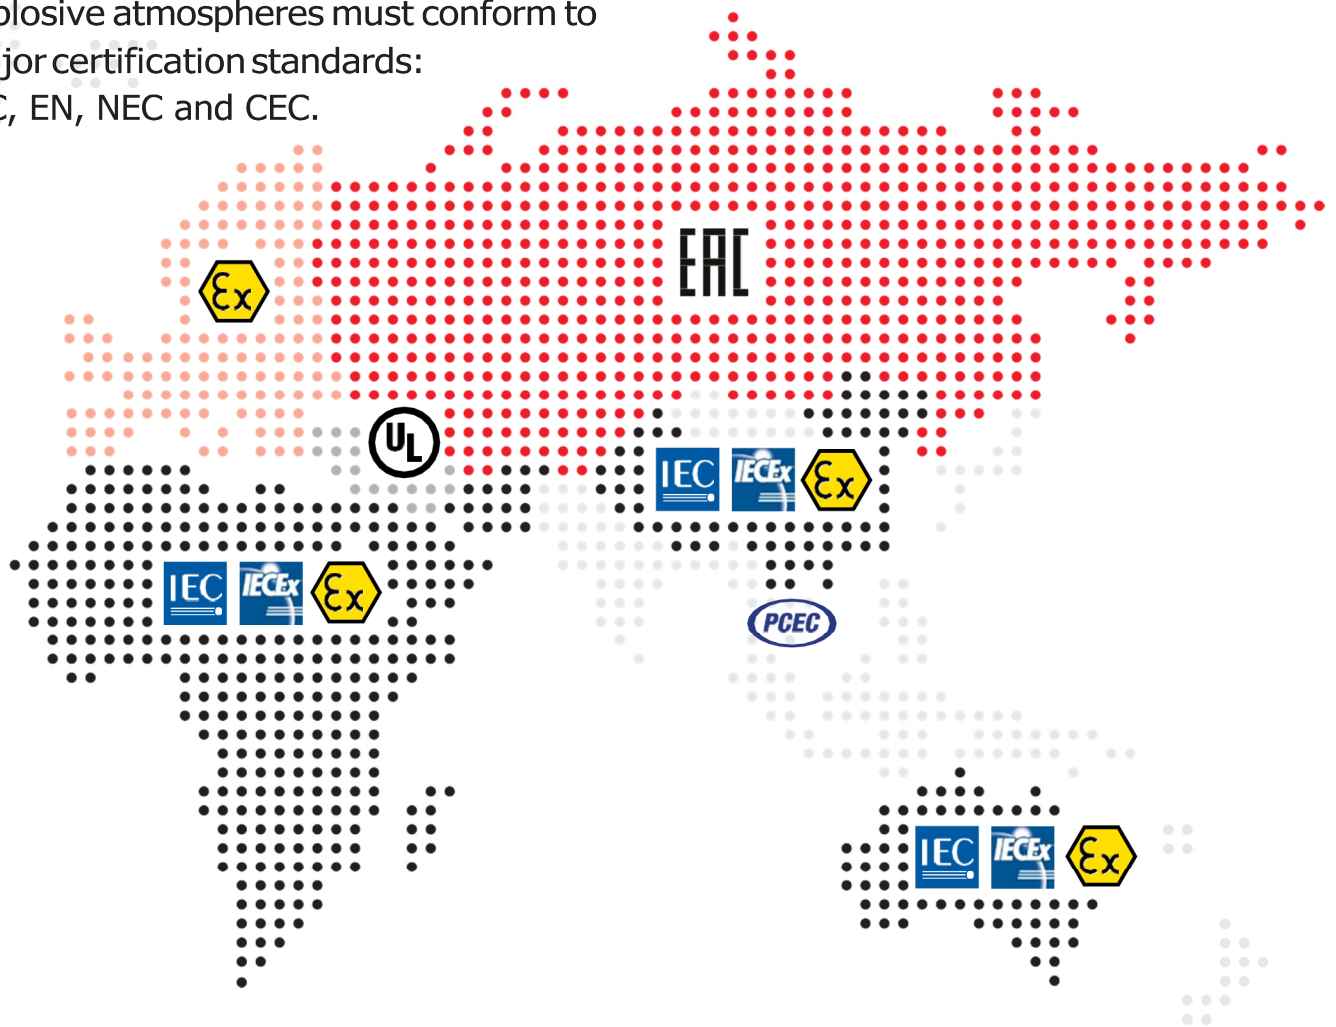 plosive atmospheres must conform to
jor certification standards:
C, EN, NEC and CEC.
EAC
Ex
UL
IEC IECEx Ex
IEC IECEx Ex
PCEC
IEC IECEx Ex